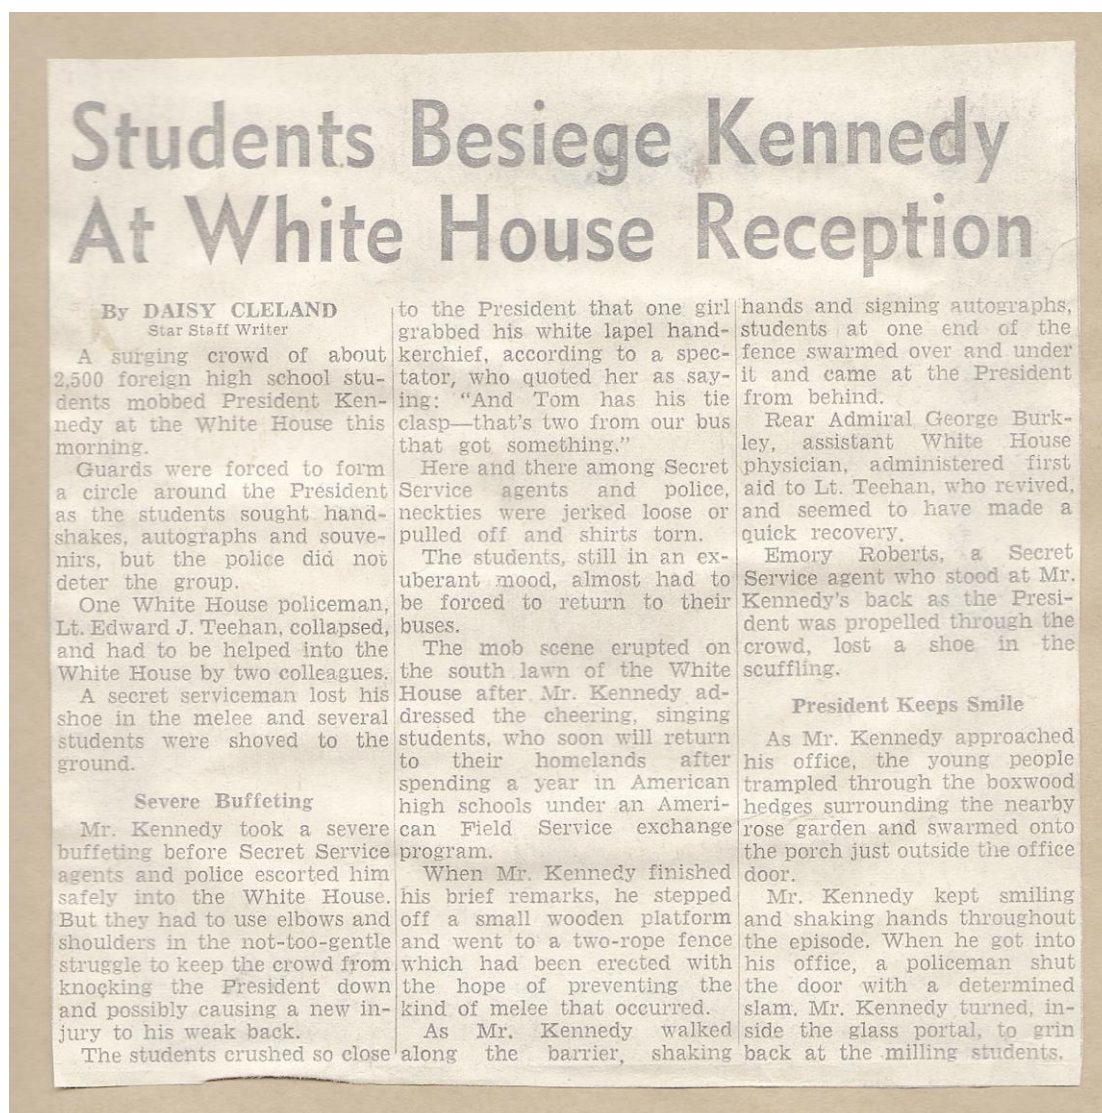 Students Besiege Kennedy
At White House Reception
By DAISY CLELAND
Star Staff Writer
A surging crowd of about
2,500 foreign high school stu-
dents mobbed President Ken-
nedy at the White House this
morning.
Guards were forced to form
a circle around the President
as the students sought hand-
shakes, autographs and souve-
nirs, but the police did not
deter the group.
One White House policeman,
Lt. Edward J. Teehan, collapsed,
and had to be helped into the
White House by two colleagues.
A secret serviceman lost his
shoe in the melee and several
students were shoved to the
ground.
Severe Buffeting
Mr. Kennedy took a severe
buffeting before Secret Service
agents and police escorted him
safely into the White House.
But they had to use elbows and
shoulders in the not-too-gentle
struggle to keep the crowd from
knocking the President down
and possibly causing a new in-
jury to his weak back.
The students crushed so close
to the President that one girl
grabbed his white lapel hand-
kerchief, according to a spec-
tator, who quoted her as say-
ing: "And Tom has his tie
clasp—that's two from our bus
that got something."
Here and there among Secret
Service agents and police,
neckties were jerked loose or
pulled off and shirts torn.
The students, still in an ex-
uberant mood, almost had to
be forced to return to their
buses.
The mob scene erupted on
the south lawn of the White
House after Mr. Kennedy ad-
dressed the cheering, singing
students, who soon will return
to their homelands after
spending a year in American
high schools under an Ameri-
can Field Service exchange
program.
When Mr. Kennedy finished
his brief remarks, he stepped
off a small wooden platform
and went to a two-rope fence
which had been erected with
the hope of preventing the
kind of melee that occurred.
As Mr. Kennedy walked
along the barrier, shaking
hands and signing autographs,
students at one end of the
fence swarmed over and under
it and came at the President
from behind.
Rear Admiral George Burk-
ley, assistant White House
physician, administered first
aid to Lt. Teehan, who revived,
and seemed to have made a
quick recovery.
Emory Roberts, a Secret
Service agent who stood at Mr.
Kennedy's back as the Presi-
dent was propelled through the
crowd, lost a shoe in the
scuffling.
President Keeps Smile
As Mr. Kennedy approached
his office, the young people
trampled through the boxwood
hedges surrounding the nearby
rose garden and swarmed onto
the porch just outside the office
door.
Mr. Kennedy kept smiling
and shaking hands throughout
the episode. When he got into
his office, a policeman shut
the door with a determined
slam. Mr. Kennedy turned, in-
side the glass portal, to grin
back at the milling students.